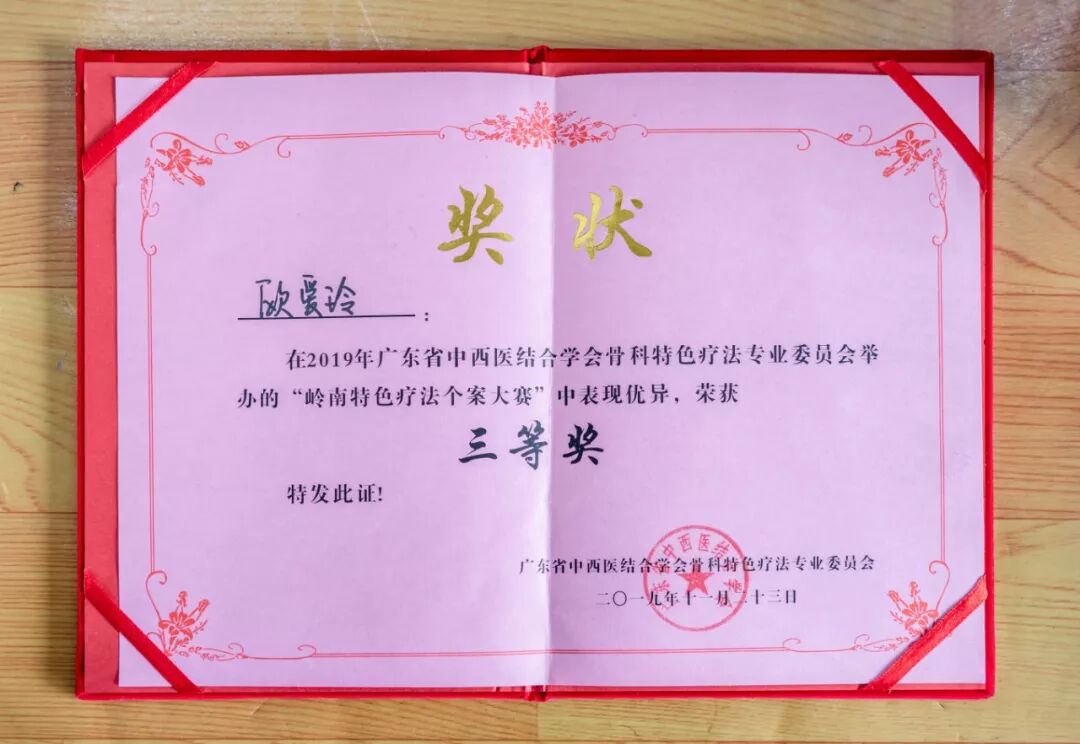 奖状
欧爱玲：
在2019年广东省中西医结合学会骨科特色疗法专业委员会举
办的“岭南特色疗法个案大赛”中表现优异，荣获
三等奖
特发此证！
广东省中西医结合学会骨科特色疗法专业委员会
二〇一九年十一月二十三日